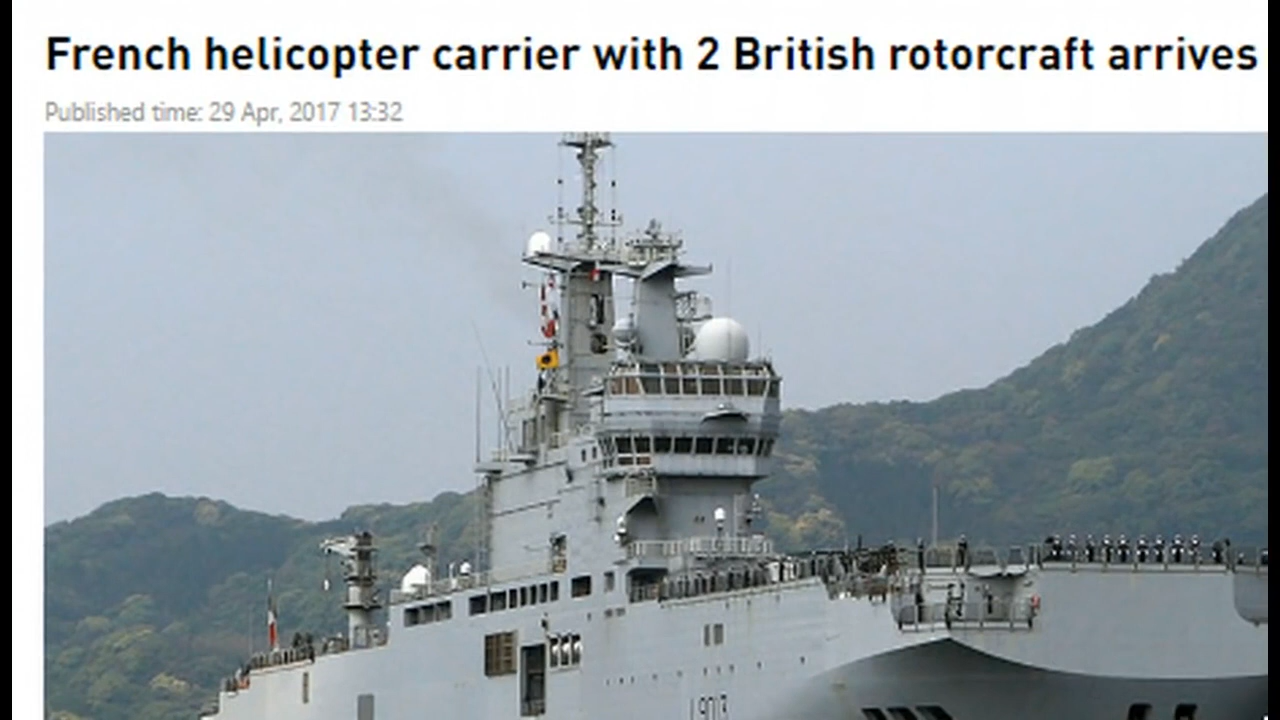 French helicopter carrier with 2 British rotorcraft arrives
Published time: 29 Apr, 2017 13:32